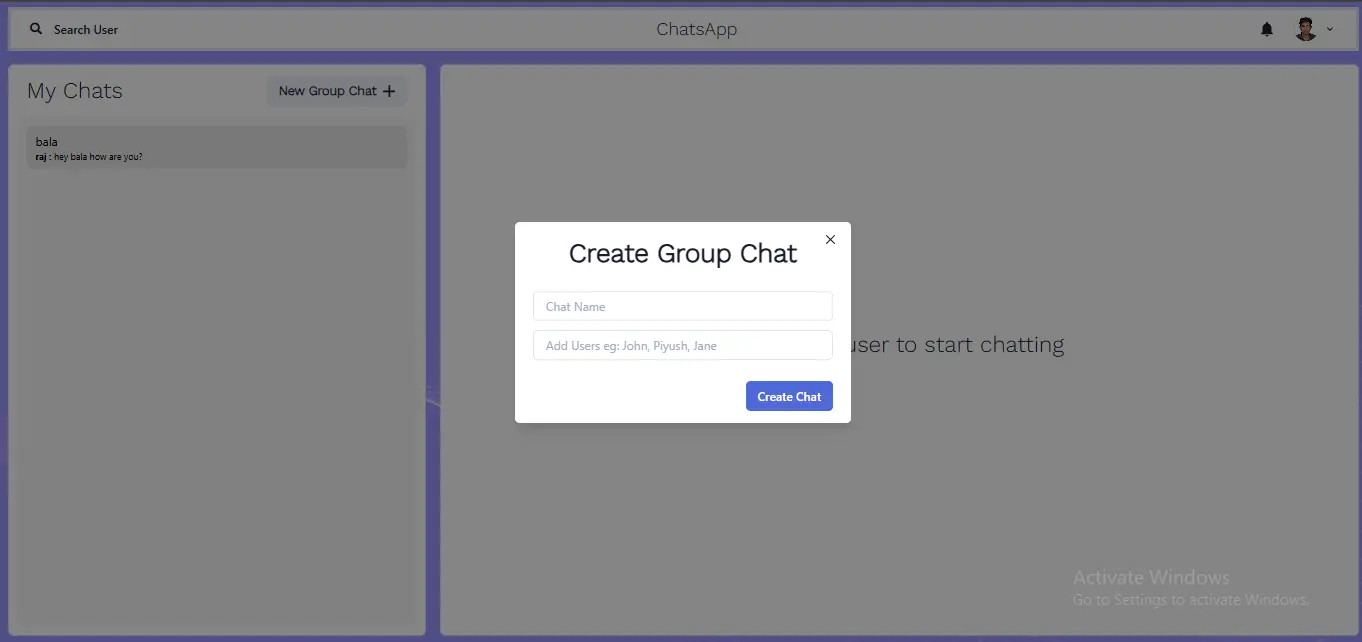 Search User
ChatsApp
My Chats
New Group Chat +
bala
raj : hey bala how are you?
Create Group Chat
Chat Name
Add Users eg: John, Piyush, Jane
user to start chatting
Create Chat
Activate Windows
Go to Settings to activate Windows.